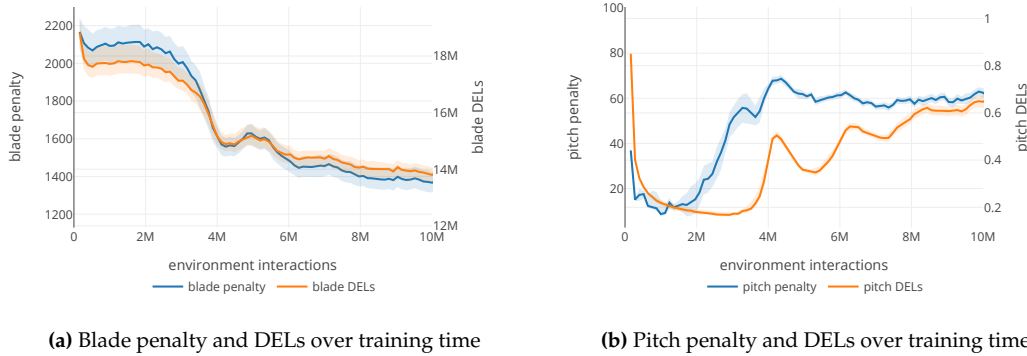 2200
2000
1800
1600
1400
1200
blade penalty
18M
16M
14M
12M
blade DELs
0
2M
4M
6M
8M
10M
environment interactions
blade penalty
blade DELs
(a) Blade penalty and DELs over training time
100
80
60
40
20
pitch penalty
1
0.8
0.6
0.4
0.2
pitch DELs
0
2M
4M
6M
8M
10M
environment interactions
pitch penalty
pitch DELs
(b) Pitch penalty and DELs over training time